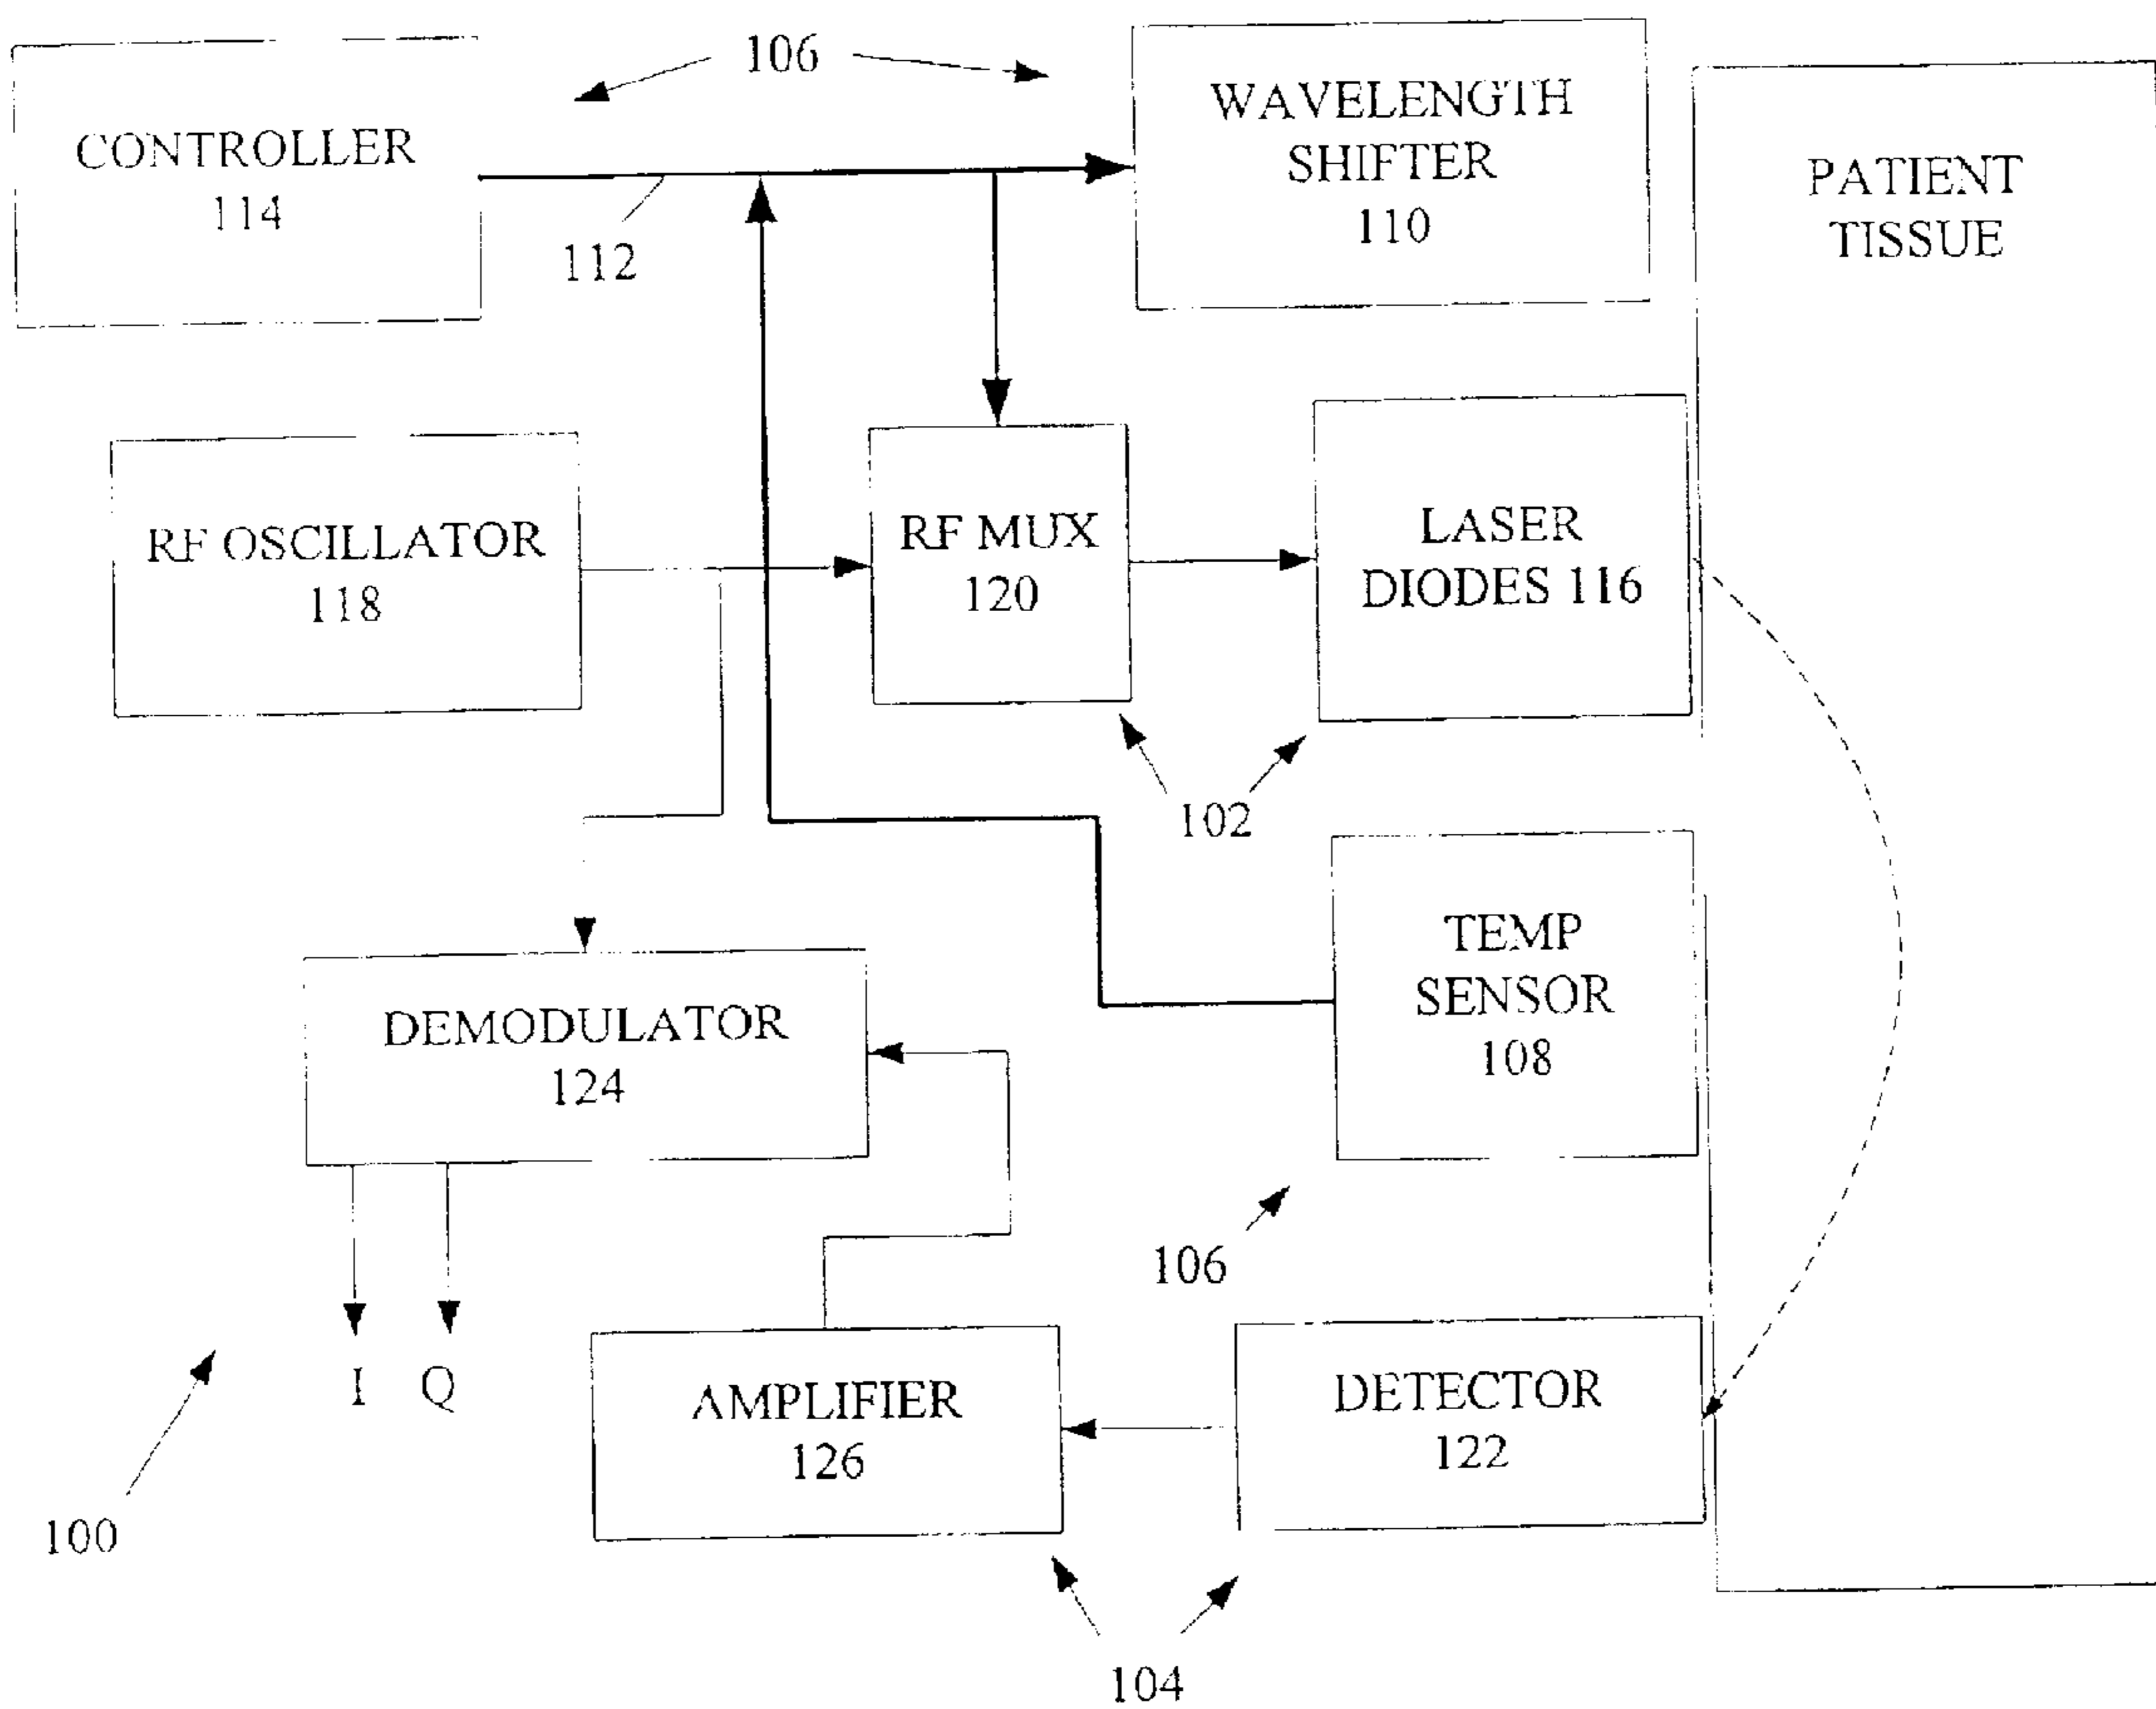 106
CONTROLLER
114
WAVELENGTH
SHIFTER
110
PATIENT
TISSUE
112
RF OSCILLATOR
118
RF MUX
120
LASER
DIODES 116
102
TEMP
SENSOR
108
DEMODULATOR
124
106
I Q
AMPLIFIER
126
DETECTOR
122
100
104